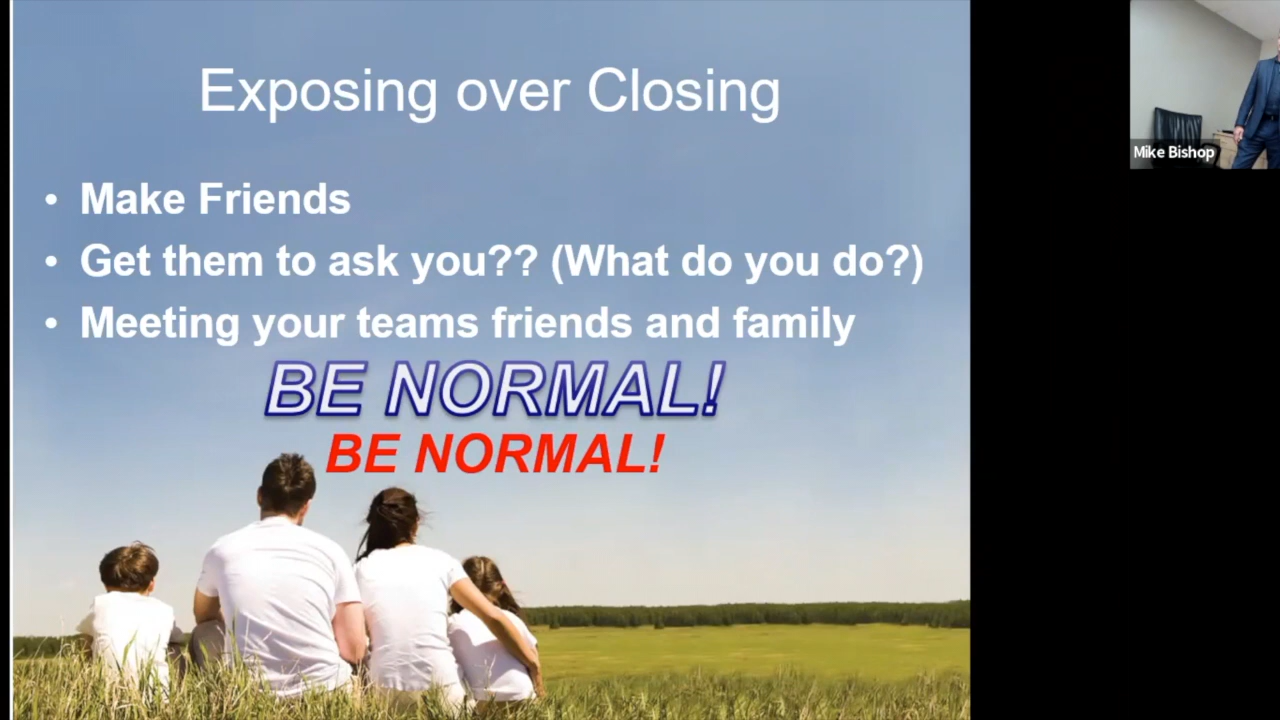 Exposing over Closing
• Make Friends
• Get them to ask you?? (What do you do?)
• Meeting your teams friends and family
BE NORMAL!
BE NORMAL!
Mike Bishop